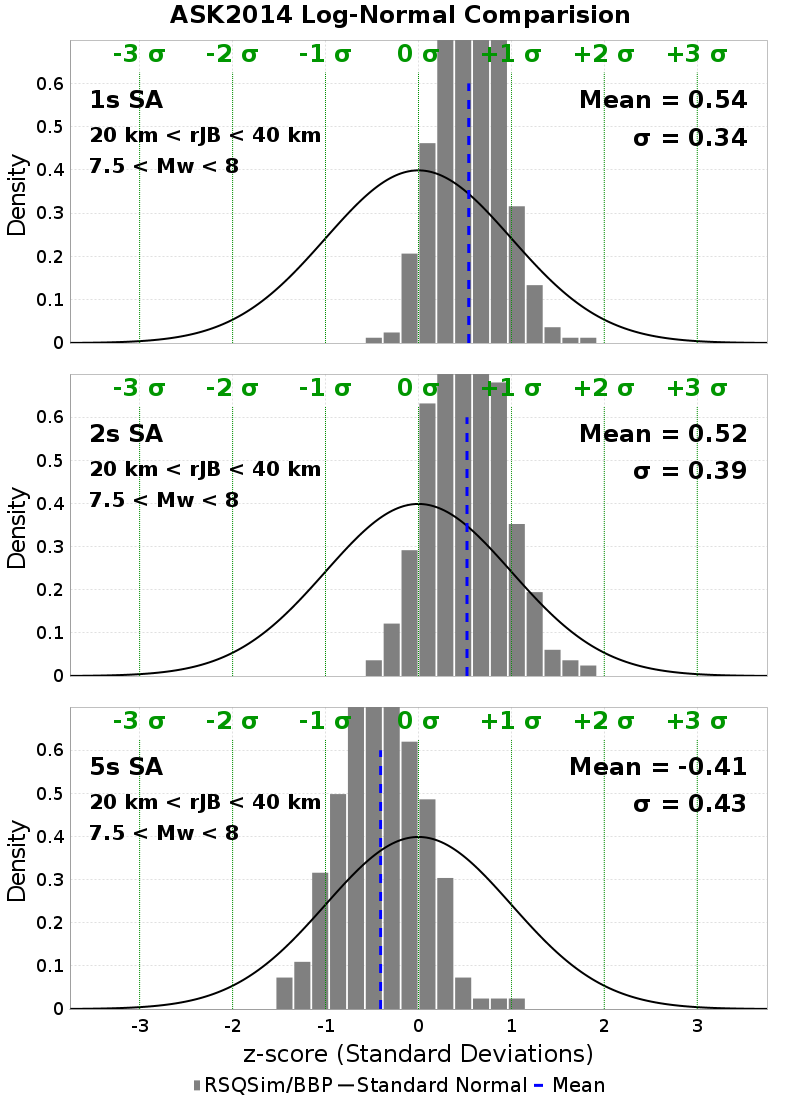 ASK2014 Log-Normal Comparision
-3 σ -2 σ -1 σ 0 σ +1 σ +2 σ +3 σ
1s SA
20 km < rJB < 40 km
7.5 < Mw < 8
Mean = 0.54
σ = 0.34
Density
0.6
0.5
0.4
0.3
0.2
0.1
0
-3 σ -2 σ -1 σ 0 σ +1 σ +2 σ +3 σ
2s SA
20 km < rJB < 40 km
7.5 < Mw < 8
Mean = 0.52
σ = 0.39
Density
0.6
0.5
0.4
0.3
0.2
0.1
0
-3 σ -2 σ -1 σ 0 σ +1 σ +2 σ +3 σ
5s SA
20 km < rJB < 40 km
7.5 < Mw < 8
Mean = -0.41
σ = 0.43
Density
0.6
0.5
0.4
0.3
0.2
0.1
0
-3 -2 -1 0 1 2 3
z-score (Standard Deviations)
RSQSim/BBP Standard Normal Mean